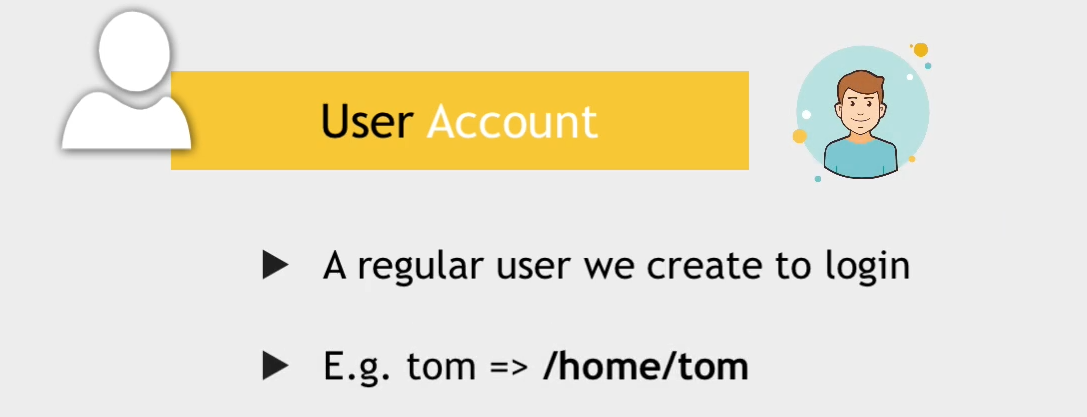 User Account
A regular user we create to login
E.g. tom => /home/tom